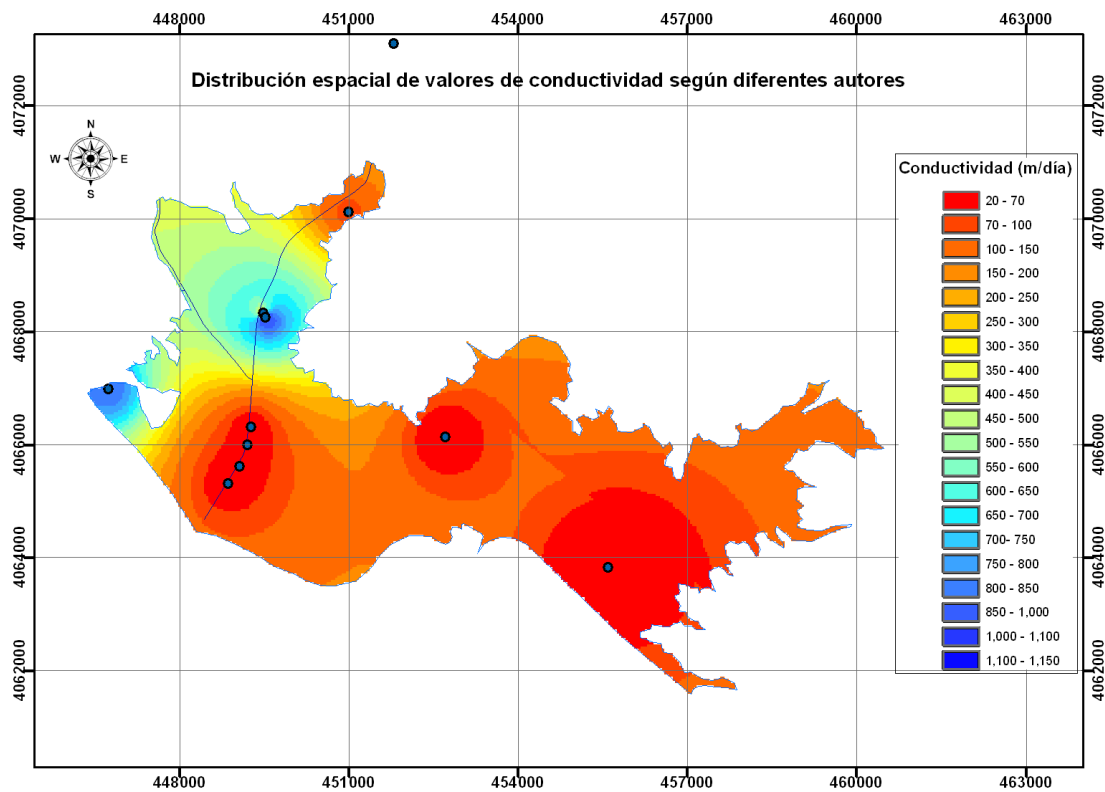 448000 451000 454000 457000 460000 463000
Distribución espacial de valores de conductividad según diferentes autores
4072000 4072000
N
W E
S
Conductividad (m/día)
20 - 70
4070000 4070000
70 - 100
100 - 150
150 - 200
200 - 250
250 - 300
4068000 4068000
300 - 350
350 - 400
400 - 450
450 - 500
4066000 4066000
500 - 550
550 - 600
600 - 650
650 - 700
700- 750
4064000 4064000
750 - 800
800 - 850
850 - 1,000
1,000 - 1,100
1,100 - 1,150
4062000 4062000
448000 451000 454000 457000 460000 463000